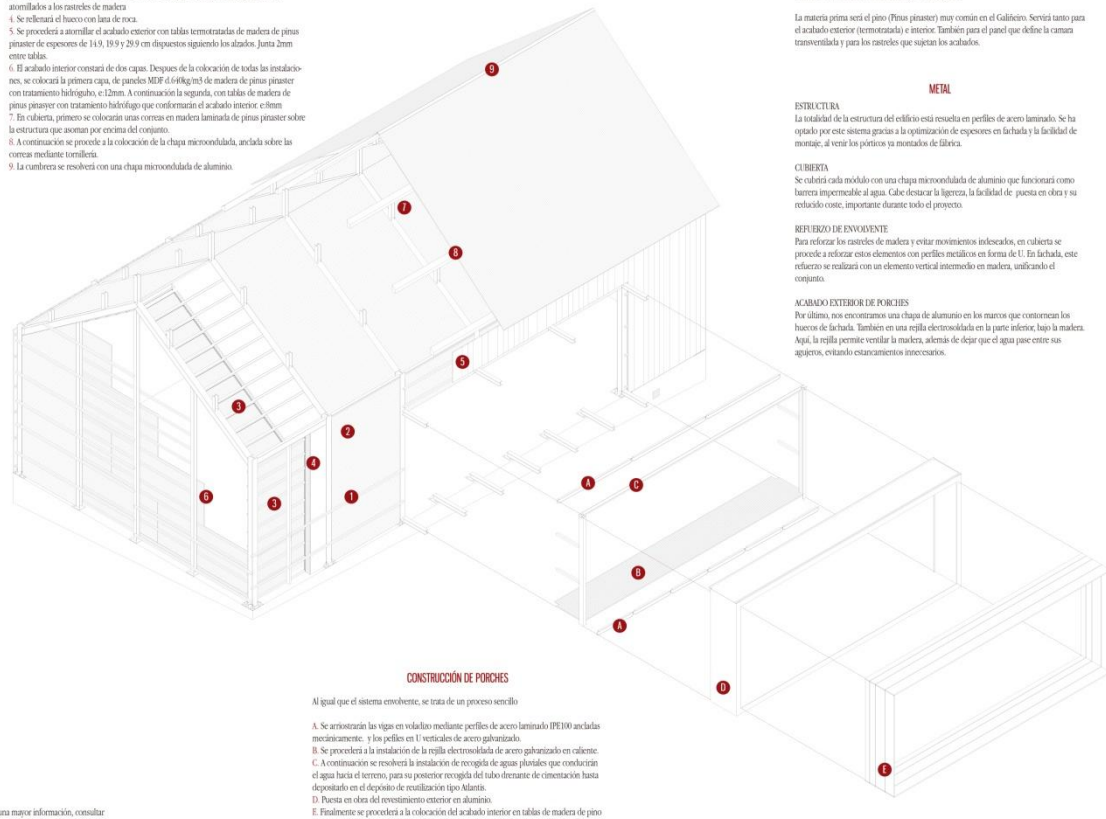 atornillados a los rastreles de madera
4. Se rellenará el hueco con lana de roca.
5. Se procederá a atornillar el acabado exterior con tablas termotratadas de madera de pinus
pinaster de espesores de 14.9, 19.9 y 29.9 cm dispuestos siguiendo los alzados. Junta 2mm
entre tablas.
6. El acabado interior constará de dos capas. Despues de la colocación de todas las instalacio-
nes, se colocará la primera capa, de paneles MDF d.640kg/m3 de madera de pinus pinaster
con tratamiento hidróguho, e:12mm. A continuación la segunda, con tablas de madera de
pinus pinasyer con tratamiento hidrófugo que conformarán el acabado interior. e:8mm
7. En cubierta, primero se colocarán unas correas en madera laminada de pinus pinaster sobre
la estructura que asoman por encima del conjunto.
8. A continuación se procede a la colocación de la chapa microondulada, anclada sobre las
correas mediante tornillería.
9. La cumbrera se resolverá con una chapa microondulada de aluminio.
La materia prima será el pino (Pinus pinaster) muy común en el Galiñeiro. Servirá tanto para
el acabado exterior (termotratada) e interior. También para el panel que define la camara
transventilada y para los rastreles que sujetan los acabados.
METAL
ESTRUCTURA
La totalidad de la estructura del edificio está resuelta en perfiles de acero laminado. Se ha
optado por este sistema gracias a la optimización de espesores en fachada y la facilidad de
montaje, al venir los pórticos ya montados de fábrica.
CUBIERTA
Se cubrirá cada módulo con una chapa microondulada de aluminio que funcionará como
barrera impermeable al agua. Cabe destacar la ligereza, la facilidad de puesta en obra y su
reducido coste, importante durante todo el proyecto.
REFUERZO DE ENVOLVENTE
Para reforzar los rastreles de madera y evitar movimientos indeseados, en cubierta se
procede a reforzar estos elementos con perfiles metálicos en forma de U. En fachada, este
refuerzo se realizará con un elemento vertical intermedio en madera, unificando el
conjunto.
ACABADO EXTERIOR DE PORCHES
Por último, nos encontramos una chapa de alumunio en los marcos que contornean los
huecos de fachada. También en una rejilla electrosoldada en la parte inferior, bajo la madera.
Aquí, la rejilla permite ventilar la madera, además de dejar que el agua pase entre sus
agujeros, evitando estancamientos innecesarios.
9
7
8
5
3
2
4
6
3
1
A
C
B
A
D
E
CONSTRUCCIÓN DE PORCHES
Al igual que el sistema envolvente, se trata de un proceso sencillo
A. Se arriostrarán las vigas en voladizo mediante perfiles de acero laminado IPE100 ancladas
mecánicamente. y los pefiles en U verticales de acero galvanizado.
B. Se procederá a la instalación de la rejilla electrosoldada de acero galvanizado en caliente.
C. A continuación se resolverá la instalación de recogida de aguas pluviales que conducirán
el agua hacia el terreno, para su posterior recogida del tubo drenante de cimentación hasta
depositarlo en el depósito de reutilización tipo Atlantis.
D. Puesta en obra del revestimiento exterior en aluminio.
E. Finalmente se procederá a la colocación del acabado interior en tablas de madera de pino
una mayor información, consultar